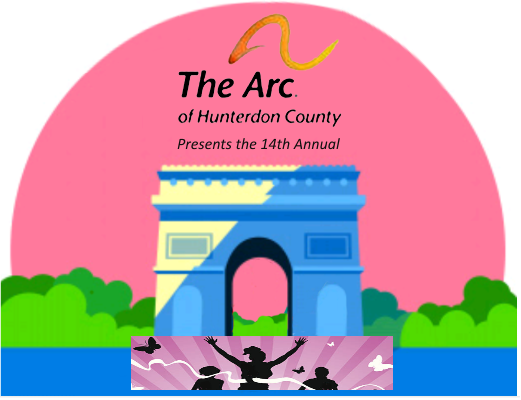 The Arc.
of Hunterdon County
Presents the 14th Annual